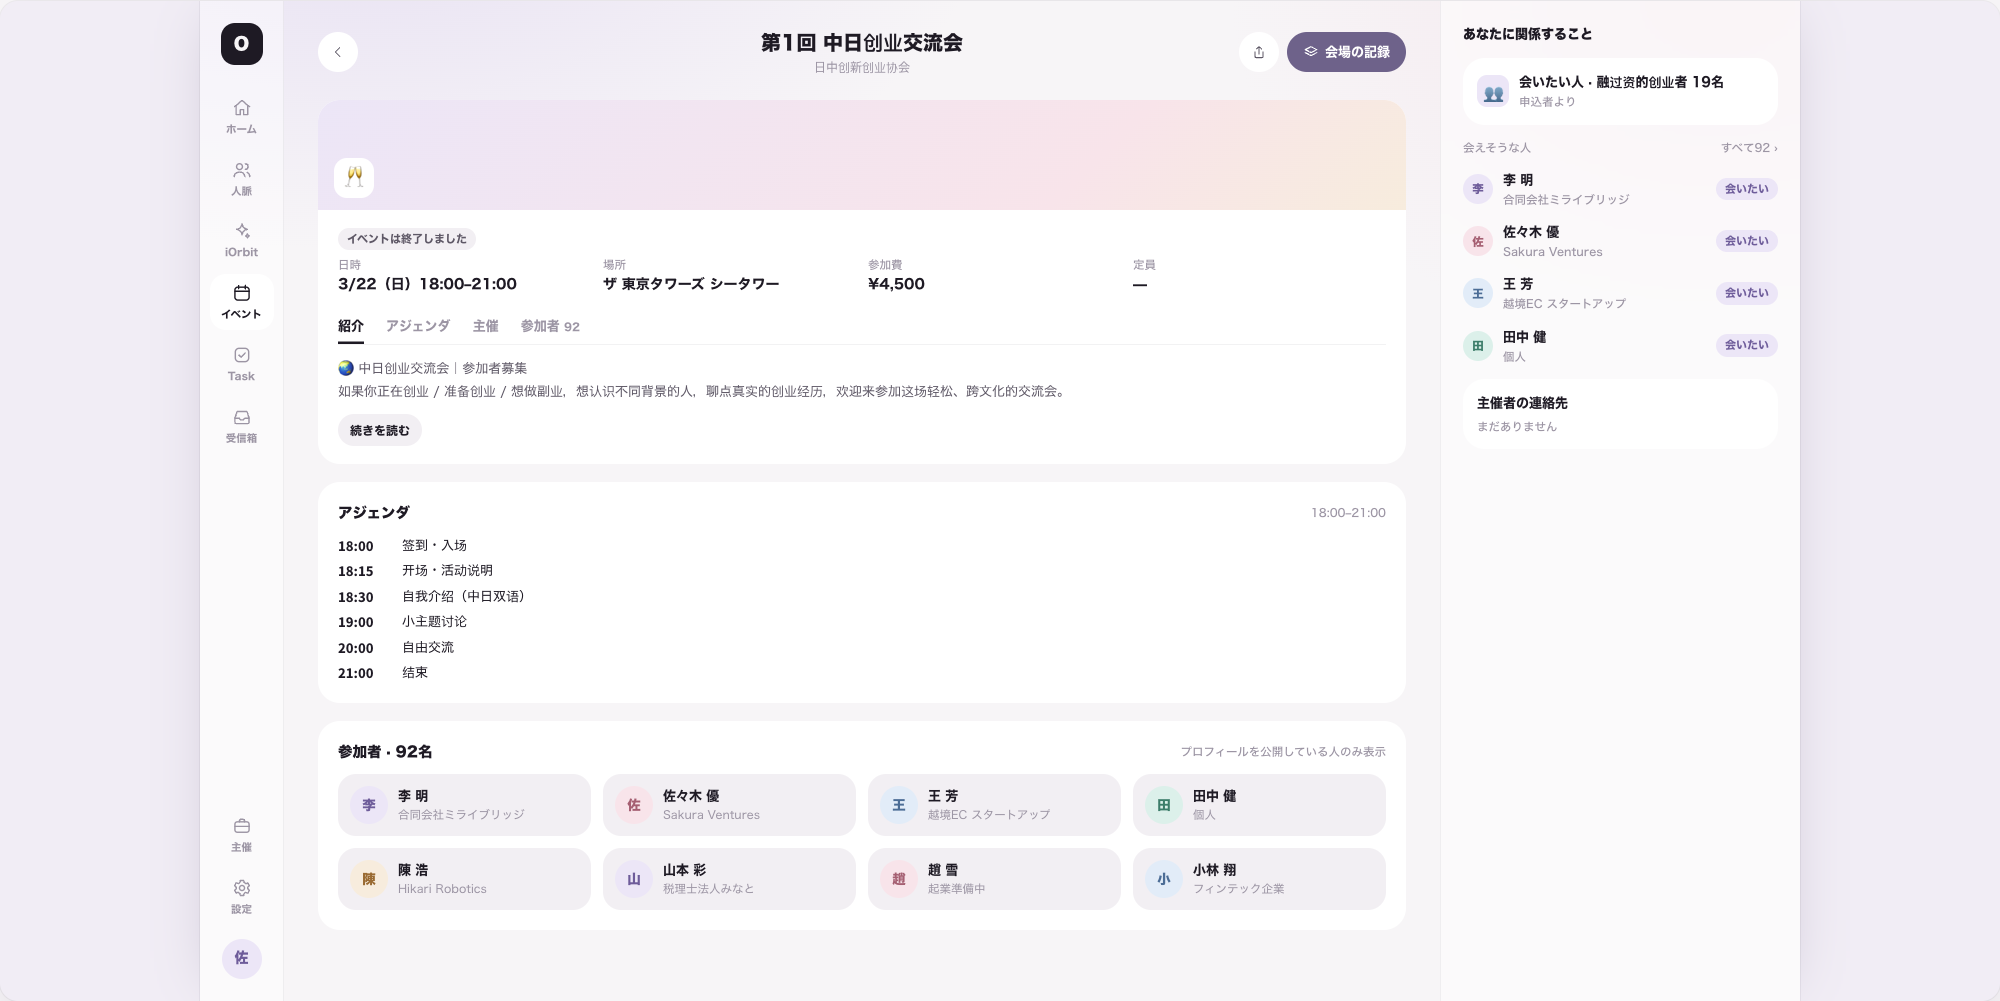 O
ホーム
人脈
iOrbit
イベント
Task
受信箱
主催
設定
佐
第1回 中日创业交流会
日中创新创业协会
会場の記録
イベントは終了しました
日時
3/22（日）18:00–21:00
場所
ザ 東京タワーズ シータワー
参加費
¥4,500
定員
—
紹介 アジェンダ 主催 参加者 92
中日创业交流会｜参加者募集
如果你正在创业 / 准备创业 / 想做副业，想认识不同背景的人，聊点真实的创业经历，欢迎来参加这场轻松、跨文化的交流会。
続きを読む
アジェンダ 18:00–21:00
18:00 签到・入场
18:15 开场・活动说明
18:30 自我介绍（中日双语）
19:00 小主题讨论
20:00 自由交流
21:00 结束
参加者 · 92名 プロフィールを公開している人のみ表示
李 李 明
合同会社ミライブリッジ
佐 佐々木 優
Sakura Ventures
王 王 芳
越境EC スタートアップ
田 田中 健
個人
陳 陳 浩
Hikari Robotics
山 山本 彩
税理士法人みなと
趙 趙 雪
起業準備中
小 小林 翔
フィンテック企業
あなたに関係すること
会いたい人 · 融过资的创业者 19名
申込者より
会えそうな人 すべて92 ›
李 李 明 会いたい
合同会社ミライブリッジ
佐 佐々木 優 会いたい
Sakura Ventures
王 王 芳 会いたい
越境EC スタートアップ
田 田中 健 会いたい
個人
主催者の連絡先
まだありません